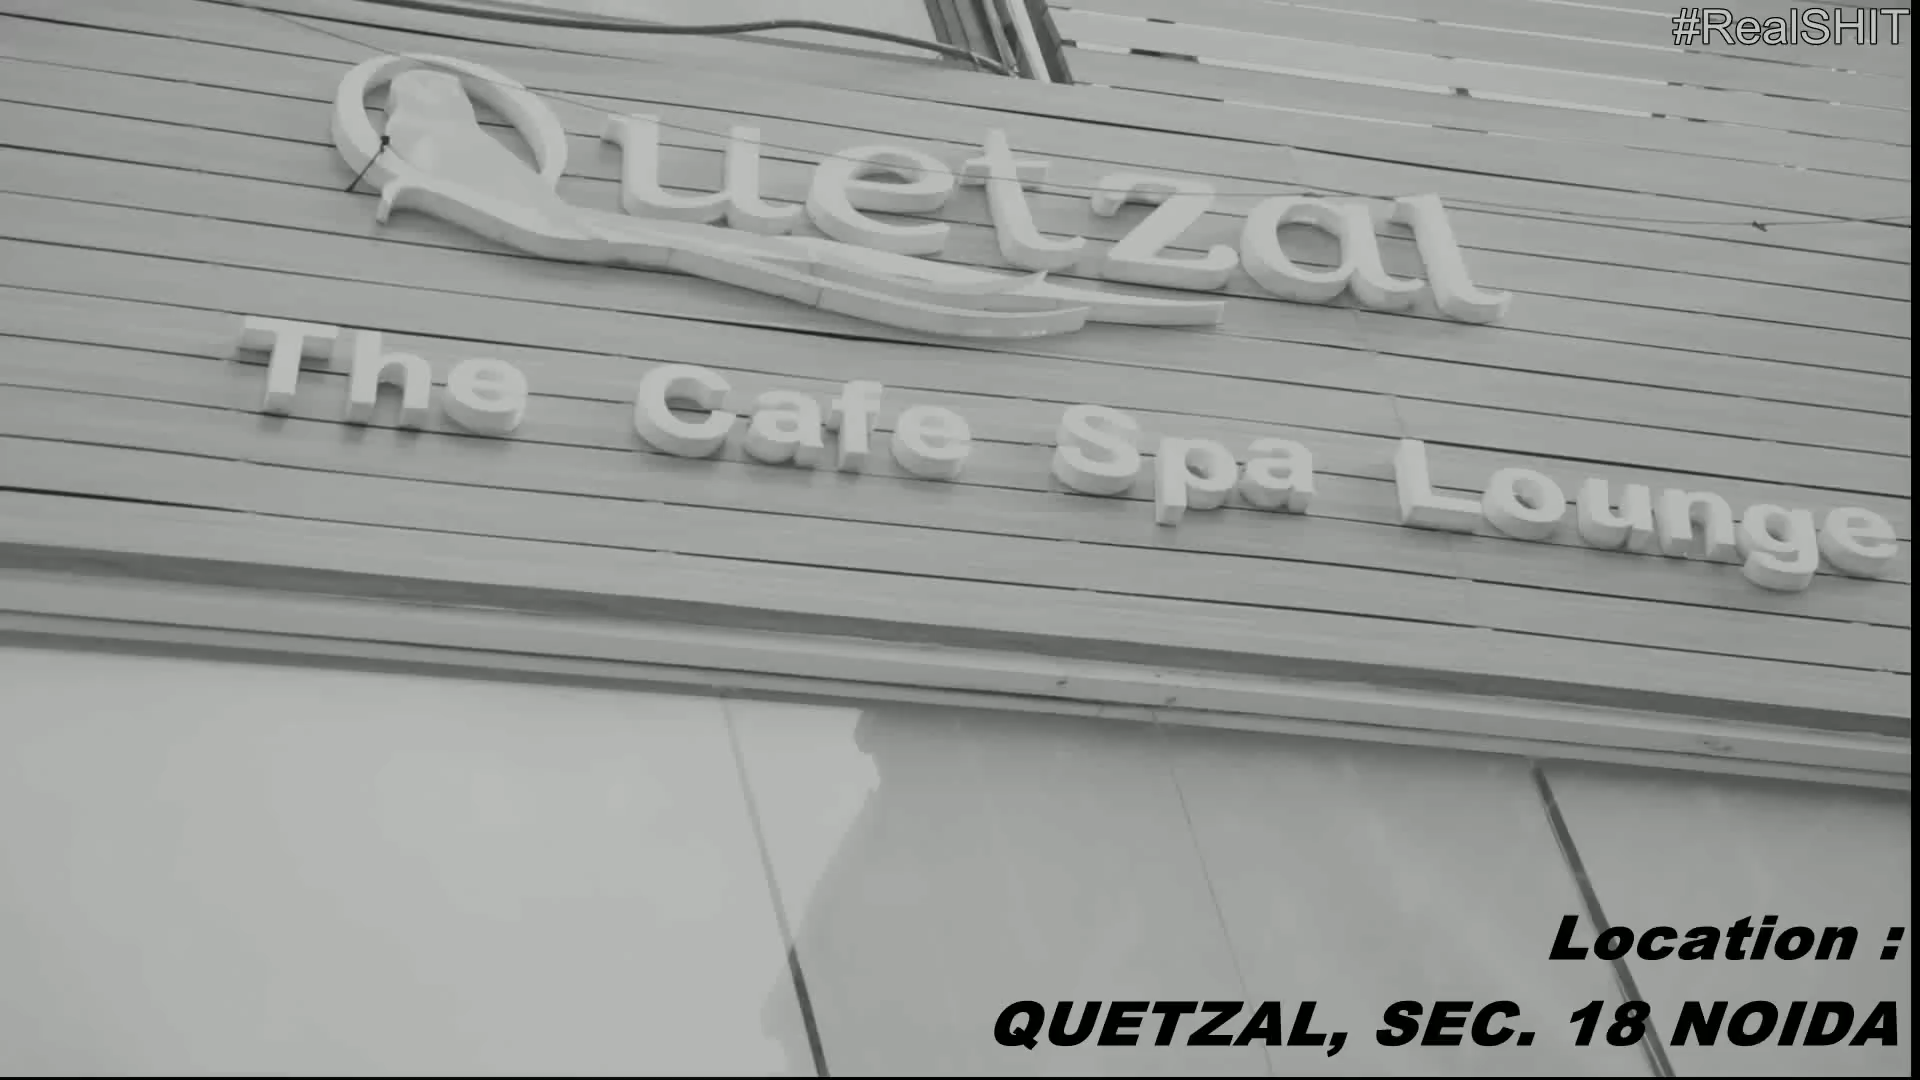 #RealSHIT
Quetzal
The Cafe Spa Lounge
Location :
QUETZAL, SEC. 18 NOIDA